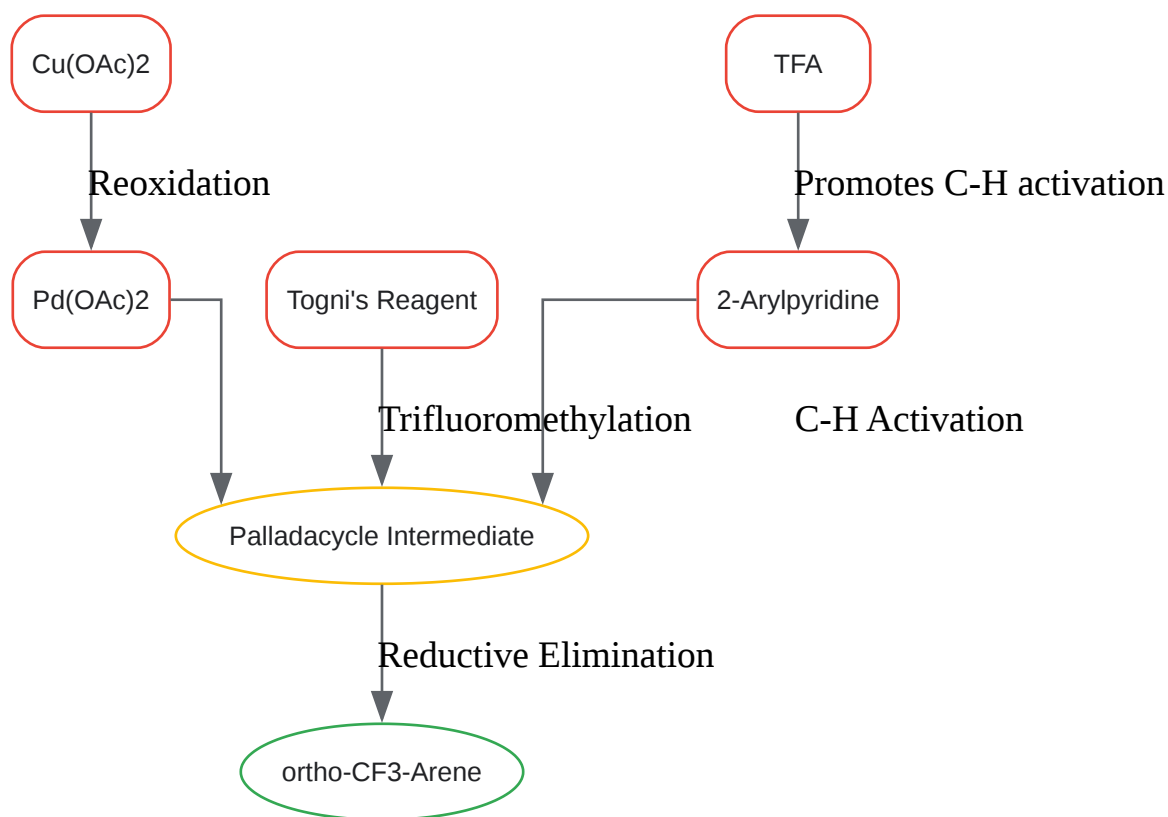 Cu(OAc)2
TFA
Reoxidation
Promotes C-H activation
Pd(OAc)2
Togni's Reagent
2-Arylpyridine
Trifluoromethylation
C-H Activation
Palladacycle Intermediate
Reductive Elimination
ortho-CF3-Arene